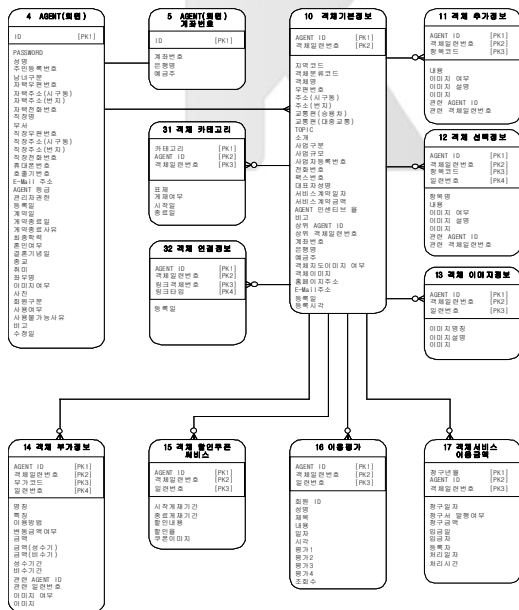 4 AGENT(회원)
ID [PK1]
PASSWORD
성명
주민등록번호
남녀구분
자택우편번호
자택주소(시구동)
자택주소(번지)
자택전화번호
직장명
부서
직장우편번호
직장주소(시구동)
직장주소(번지)
직장전화번호
휴대폰번호
호출기번호
E-Mail 주소
AGENT 등급
관리자권한
등록일
계약일
계약종료일
계약종료사유
최종학력
혼인여부
결혼기념일
종교
취미
좌우명
이미지여부
사진
회원구분
사용여부
사용불가능사유
비고
수정일
5 AGENT(회원)
계좌번호
ID [PK1]
계좌번호
은행명
예금주
31 객체 카테고리
카테고리 [PK1]
AGENT ID [PK2]
객체일련번호 [PK3]
표제
게재여부
시작일
종료일
32 객체 연결정보
AGENT ID [PK1]
객체일련번호 [PK2]
링크객체번호 [PK3]
링크타입 [PK4]
등록일
10 객체기본정보
AGENT ID [PK1]
객체일련번호 [PK2]
지역코드
객체분류코드
객체명
우편번호
주소(시구동)
주소(번지)
교통편(승용차)
교통편(대중교통)
TOPIC
소개
사업구분
사업규모
사업자등록번호
전화번호
팩스번호
대표자성명
서비스계약일자
서비스계약금액
AGENT 인센티브 율
비고
상위 AGENT ID
상위 객체일련번호
계좌번호
은행명
예금주
객체지도이미지 여부
객체이미지
홈페이지주소
E-Mail주소
등록일
등록시각
11 객체 추가정보
AGENT ID [PK1]
객체일련번호 [PK2]
항목코드 [PK3]
내용
이미지 여부
이미지 설명
이미지
관련 AGENT ID
관련 객체일련번호
12 객체 선택정보
AGENT ID [PK1]
객체일련번호 [PK2]
항목코드 [PK3]
일련번호 [PK4]
항목명
내용
이미지 여부
이미지 설명
이미지
관련 AGENT ID
관련 객체일련번호
13 객체 이미지정보
AGENT ID [PK1]
객체일련번호 [PK2]
일련번호 [PK3]
이미지명칭
이미지설명
이미지
14 객체 부가정보
AGENT ID [PK1]
객체일련번호 [PK2]
부가코드 [PK3]
일련번호 [PK4]
명칭
특징
이용방법
변동금액여부
금액
금액(성수기)
금액(비수기)
성수기간
비수기간
관련 AGENT ID
관련 일련번호
이미지 여부
이미지
15 객체 할인쿠폰
써비스
AGENT ID [PK1]
객체일련번호 [PK2]
일련번호 [PK3]
시작게재기간
종료게재기간
할인내용
할인율
쿠폰이미지
16 이용평가
AGENT ID [PK1]
객체일련번호 [PK2]
일련번호 [PK3]
회원 ID
성명
제목
내용
일자
시각
평가1
평가2
평가3
평가4
조회수
17 객체서비스
이용금액
청구년월 [PK1]
AGENT ID [PK2]
객체일련번호 [PK3]
청구일자
청구서 발행여부
청구금액
입금일
입금자
등록자
처리일자
처리시간